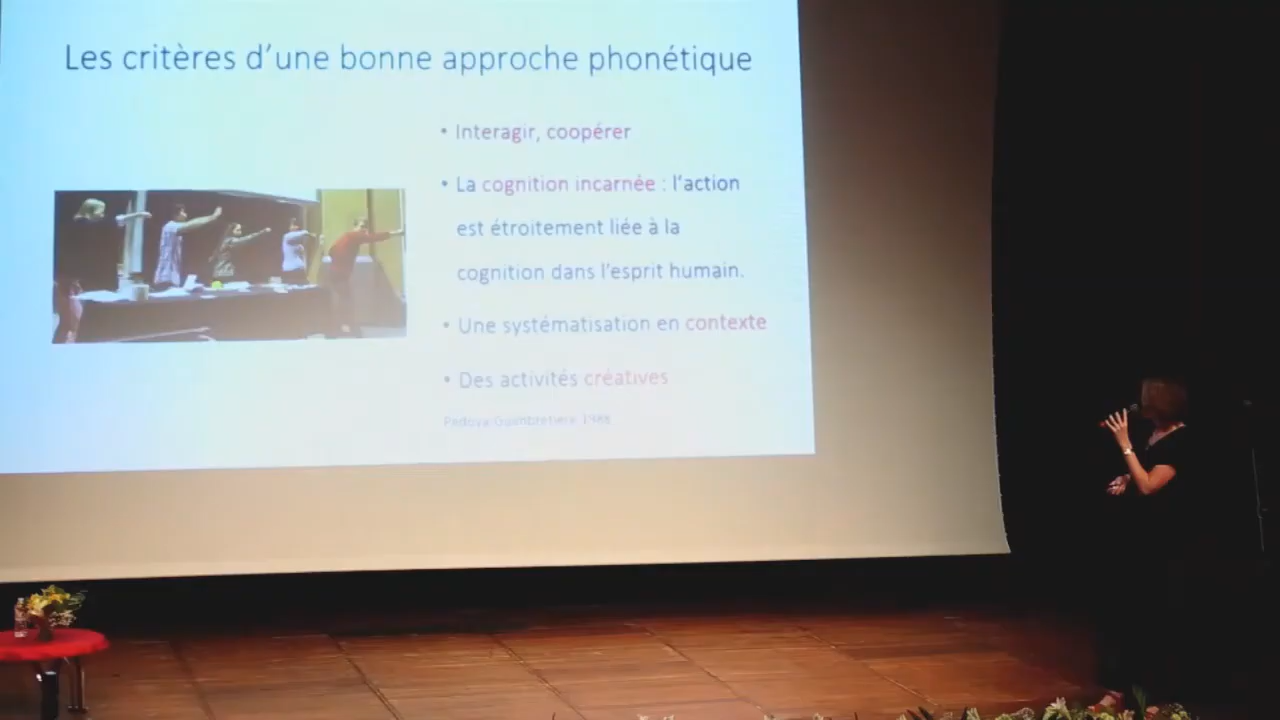 Les critères d'une bonne approche phonétique
• Interagir, coopérer
• La cognition incarnée : l'action
est étroitement liée à la
cognition dans l'esprit humain.
• Une systématisation en contexte
• Des activités créatives
1988